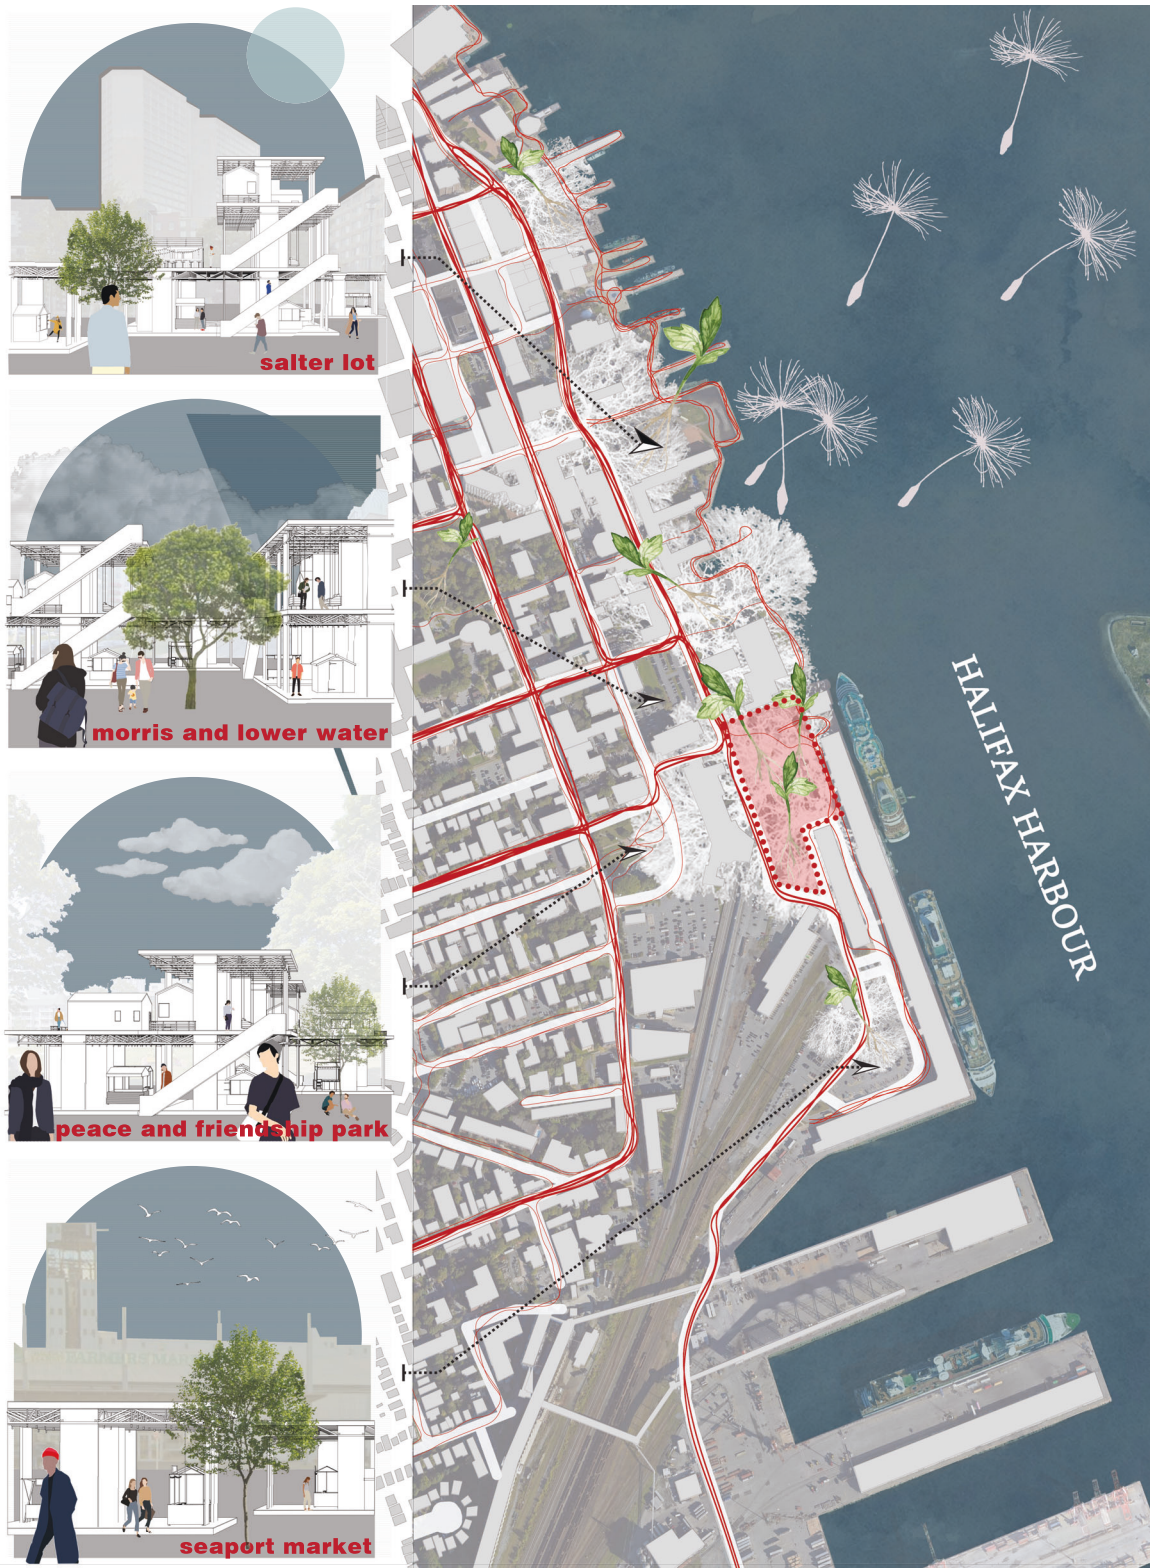 salter lot
morris and lower water
peace and friendship park
seaport market
HALIFAX HARBOUR